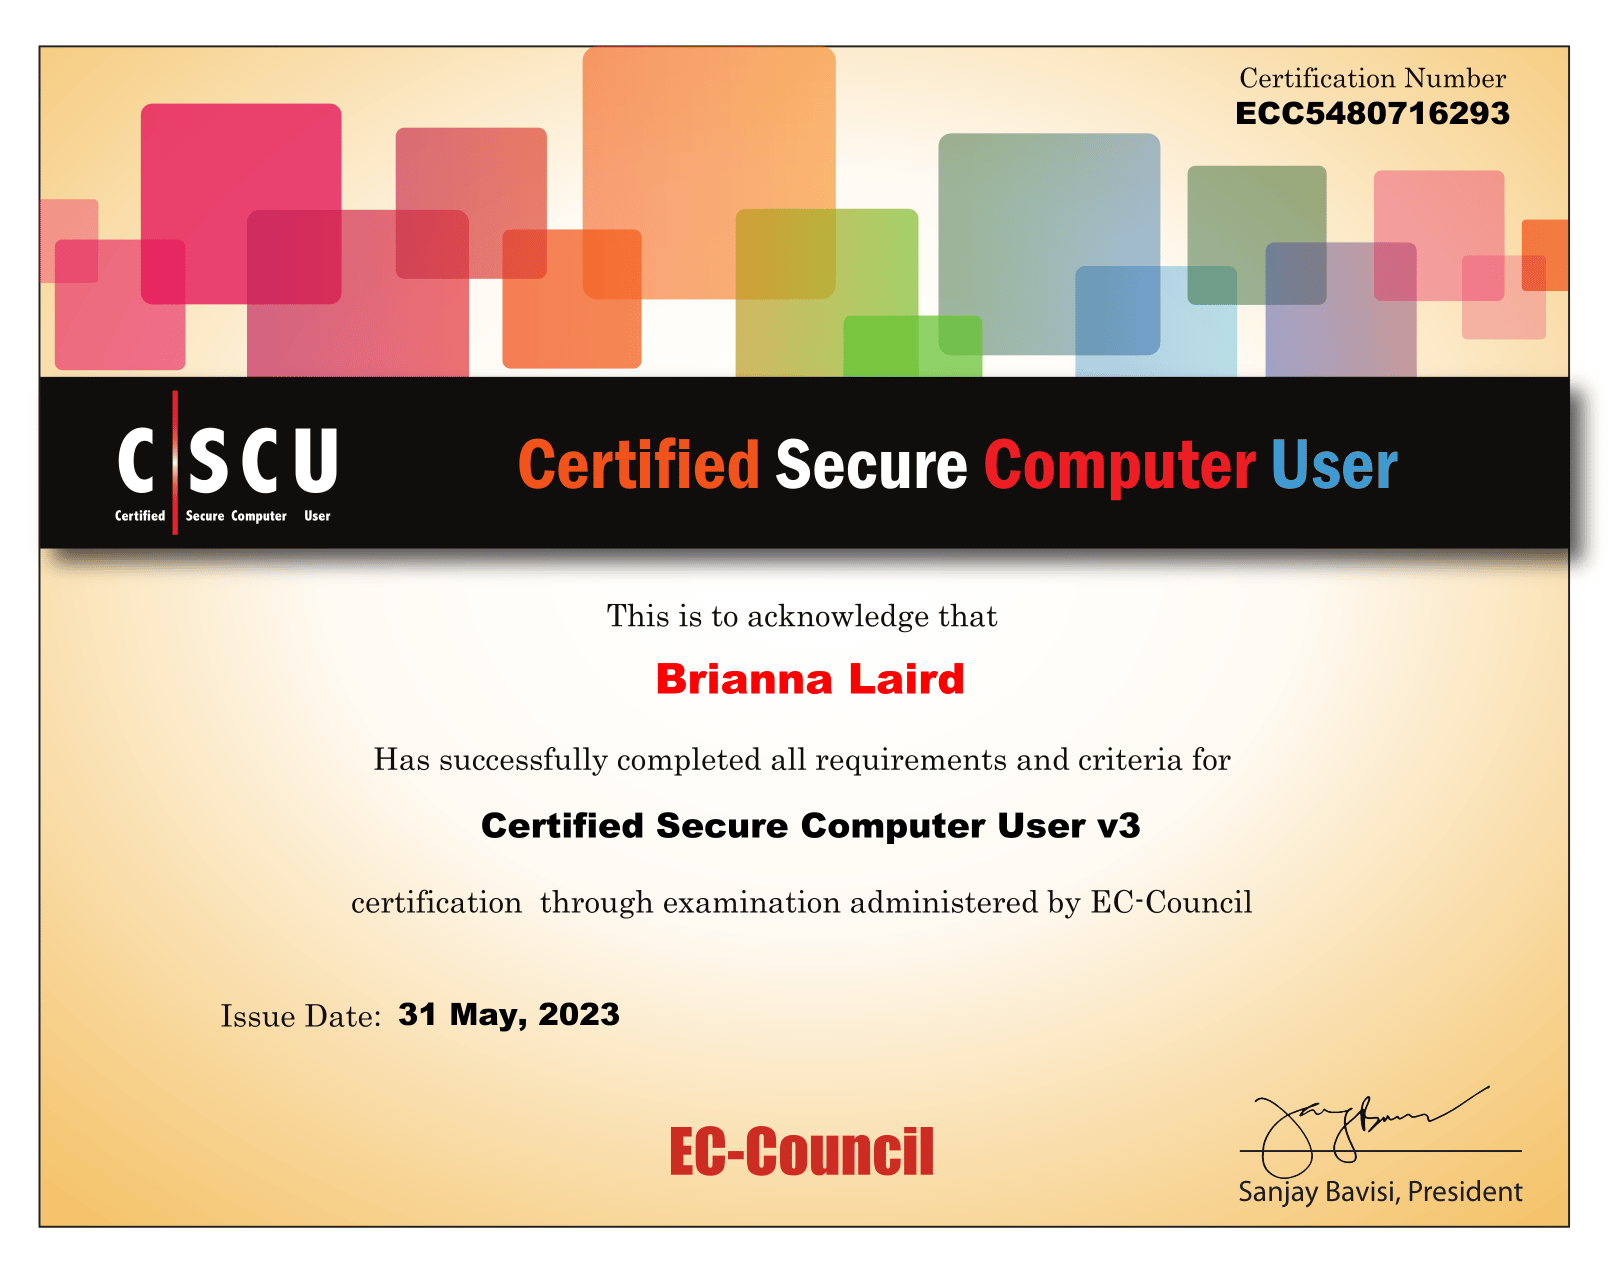 Certification Number
ECC5480716293
C SCU
Certified Secure Computer User
Certified Secure Computer User
This is to acknowledge that
Brianna Laird
Has successfully completed all requirements and criteria for
Certified Secure Computer User v3
certification through examination administered by EC-Council
Issue Date: 31 May, 2023
EC-Council
Sanjay Bavisi, President